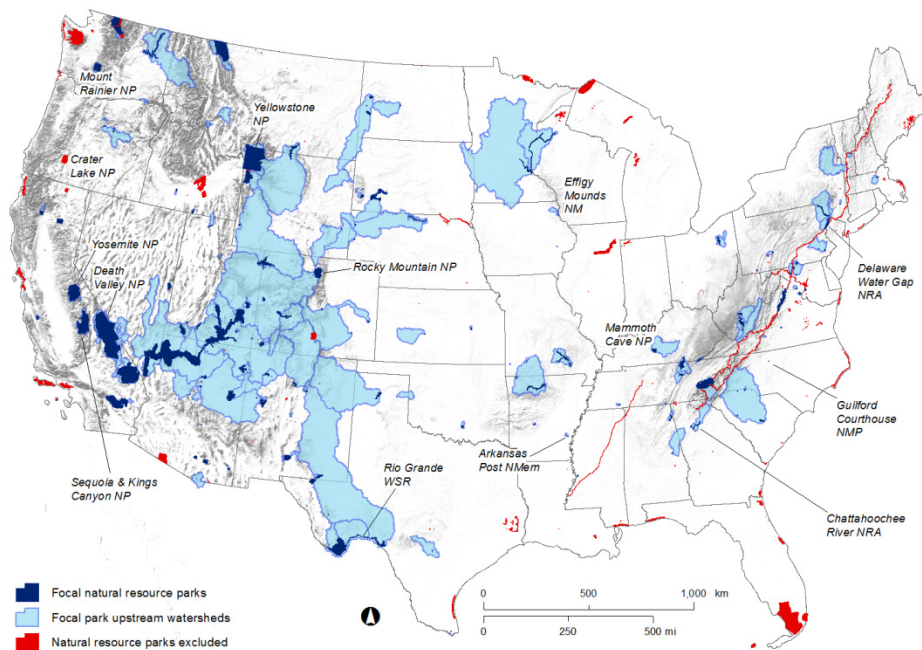 Mount
Rainier NP
Yellowstone
NP
Crater
Lake NP
Effigy
Mounds
NM
Yosemite NP
Death
Valley NP
Rocky Mountain NP
Delaware
Water Gap
NRA
Mammoth
Cave NP
Guilford
Courthouse
NMP
Arkansas
Post NMem
Rio Grande
WSR
Sequoia & Kings
Canyon NP
Chattahoochee
River NRA
Focal natural resource parks
Focal park upstream watersheds
Natural resource parks excluded
0 500 1,000 km
0 250 500 mi